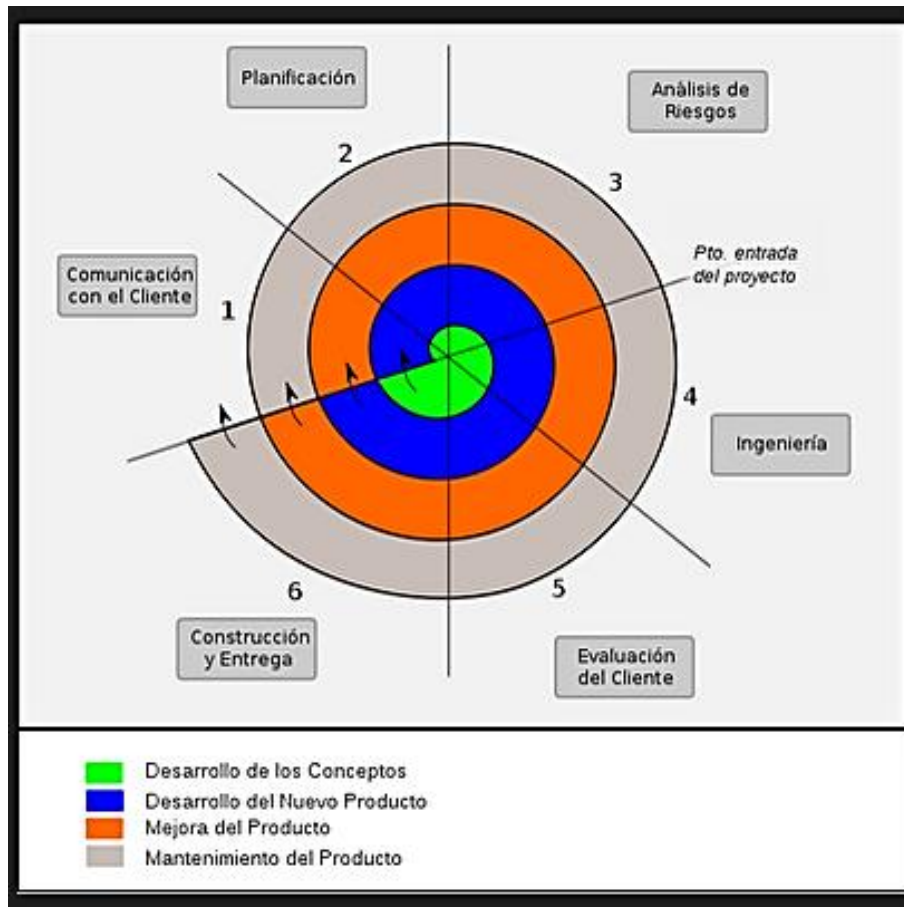 Planificación
Anàlisis de
Riesgos
2
3
Pto. entrada
del proyecto
Comunicación
con el Cliente
1
4
Ingeniería
6
5
Construcción
y Entrega
Evaluación
del Cliente
Desarrollo de los Conceptos
Desarrollo del Nuevo Producto
Mejora del Producto
Mantenimiento del Producto